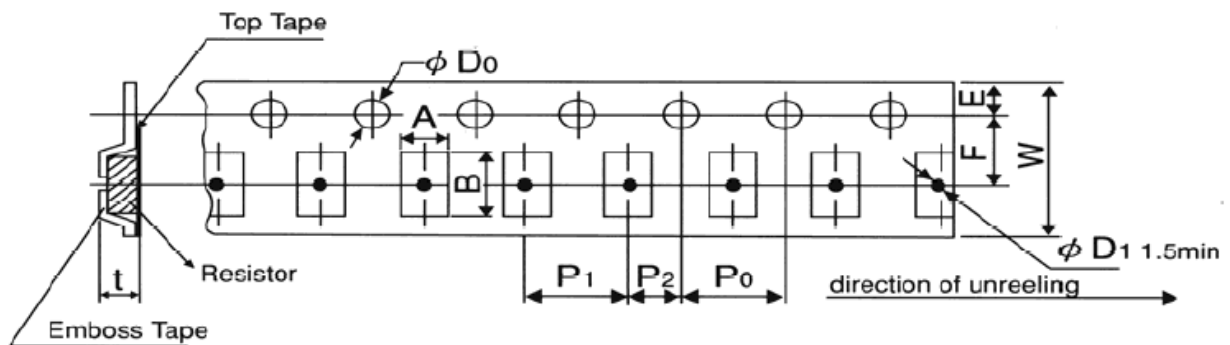 Top Tape
φ D0
A
B
E
F
W
Resistor
t
Emboss Tape
P1
P2
P0
φ D1 1.5min
direction of unreeling